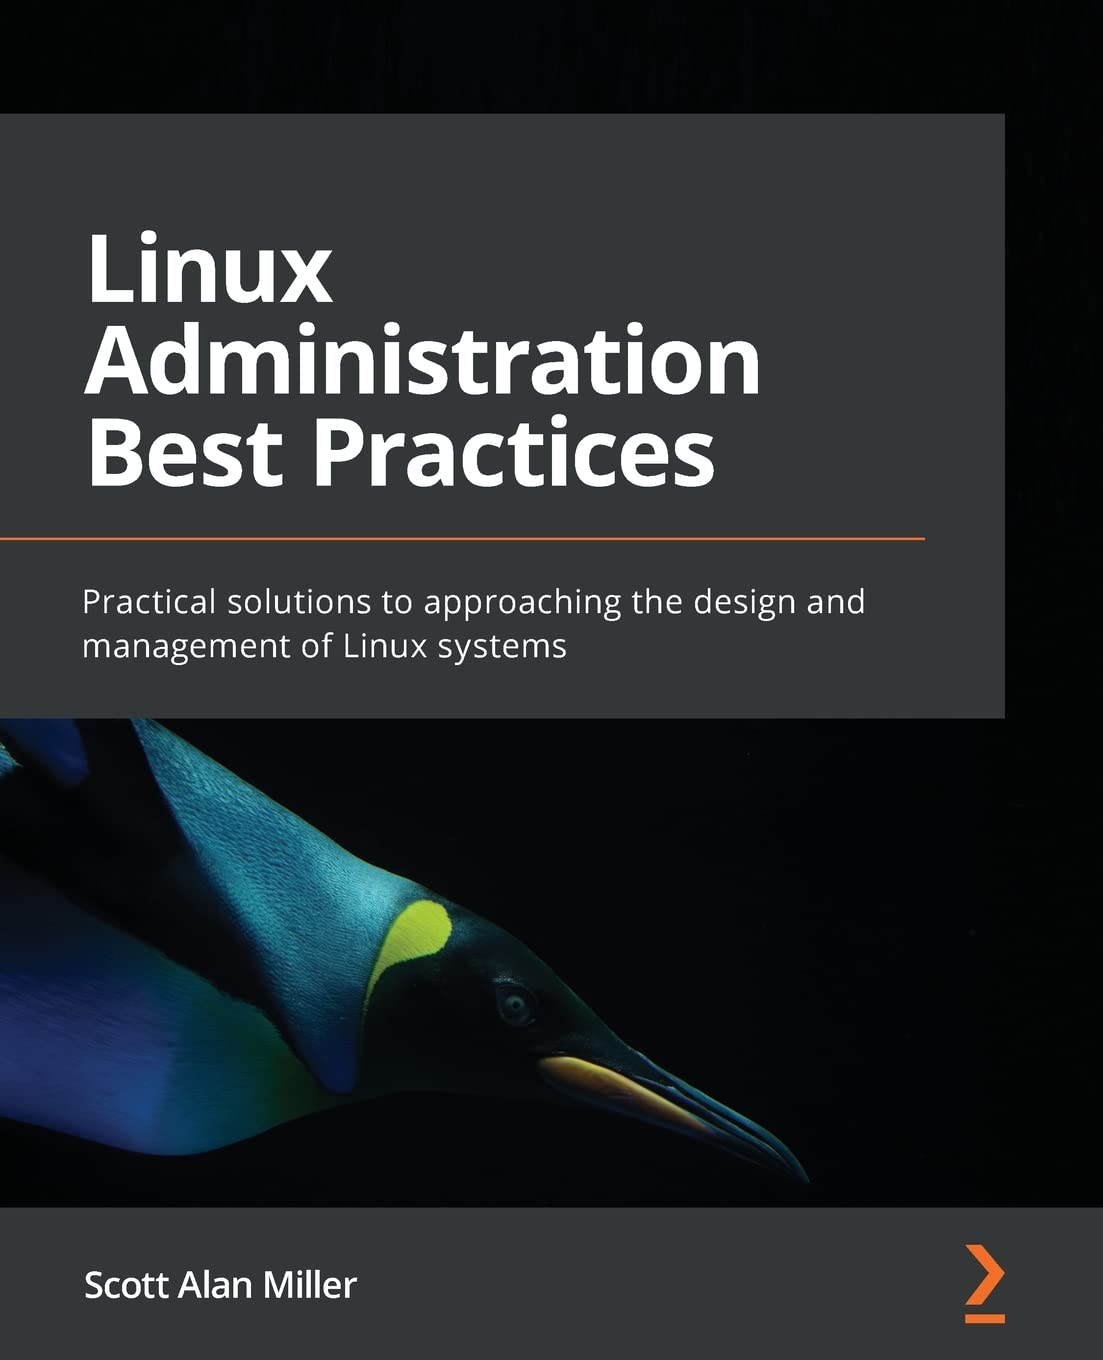 Linux
Administration
Best Practices
Practical solutions to approaching the design and
management of Linux systems
Scott Alan Miller